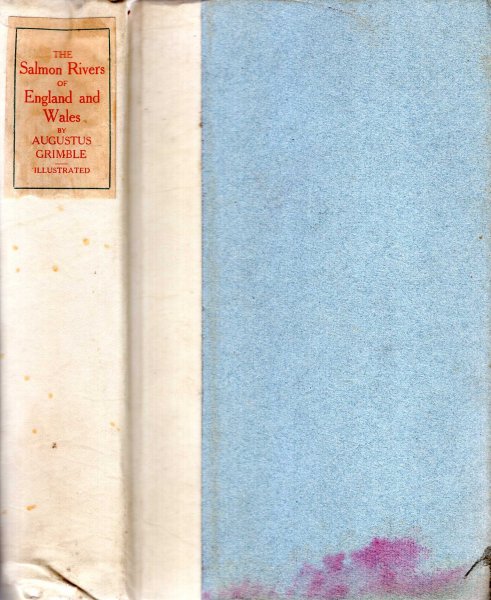 THE
Salmon Rivers
OF
England and
Wales
BY
AUGUSTUS
GRIMBLE
ILLUSTRATED